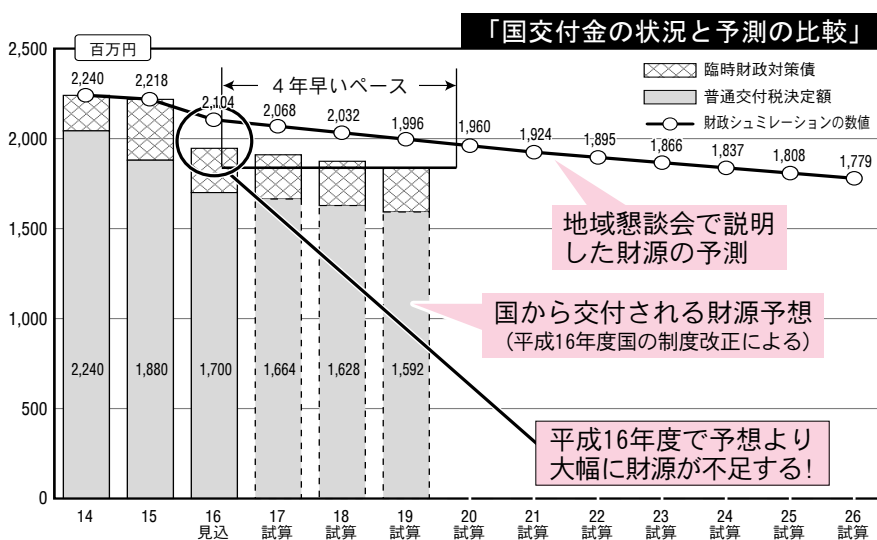 「国交付金の状況と予測の比較」
百万円
臨時財政対策債
普通交付税決定額
財政シュミレーションの数値
4年早いペース
2,500
2,000
1,500
1,000
500
0
2,240
2,218
2,104
2,068
2,032
1,996
1,960
1,924
1,895
1,866
1,837
1,808
1,779
地域懇談会で説明
した財源の予測
国から交付される財源予想
(平成16年度国の制度改正による)
2,240
1,880
1,700
1,664
1,628
1,592
平成16年度で予想より
大幅に財源が不足する!
14
15
16
見込
17
試算
18
試算
19
試算
20
試算
21
試算
22
試算
23
試算
24
試算
25
試算
26
試算